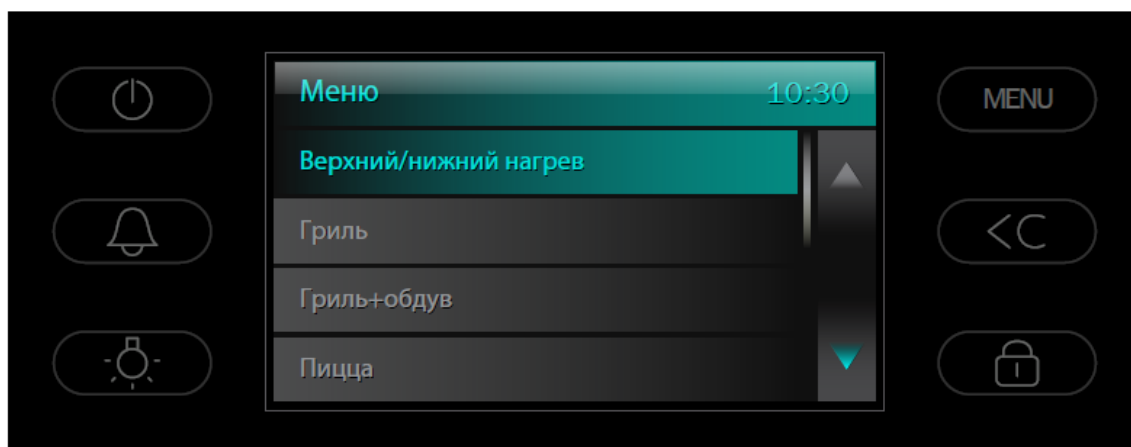 Меню 10:30
MENU
Верхний/нижний нагрев
Гриль
<C
Гриль+обдув
Пицца